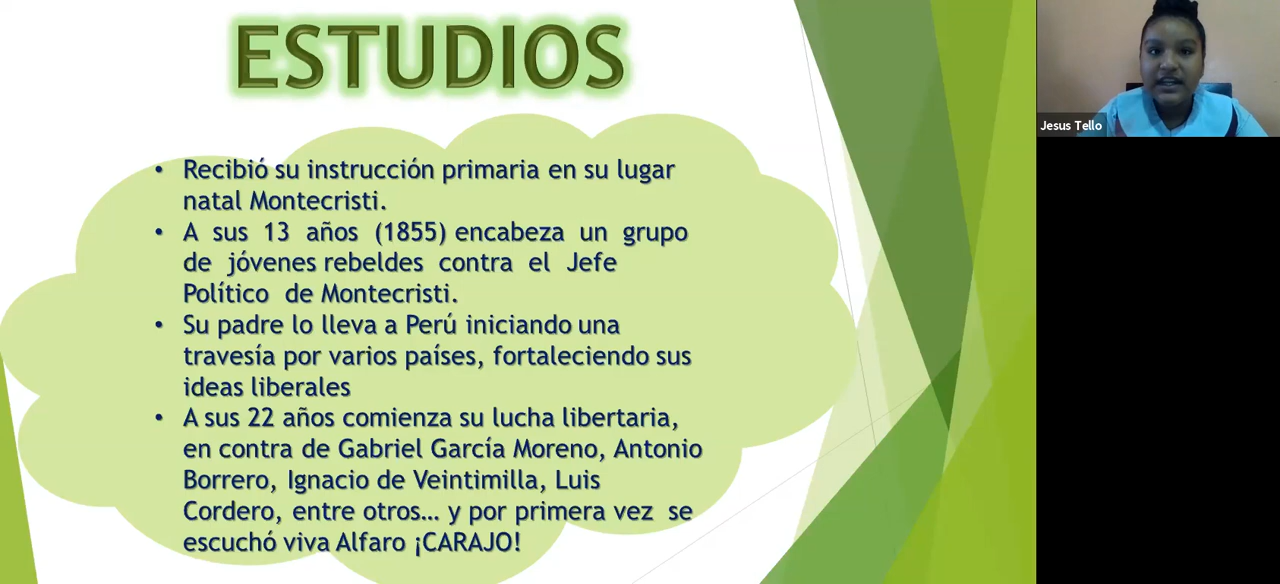 ESTUDIOS
• Recibió su instrucción primaria en su lugar
natal Montecristi.
• A sus 13 años (1855) encabeza un grupo
de jóvenes rebeldes contra el Jefe
Político de Montecristi.
• Su padre lo lleva a Perú iniciando una
travesía por varios países, fortaleciendo sus
ideas liberales
• A sus 22 años comienza su lucha libertaria,
en contra de Gabriel García Moreno, Antonio
Borrero, Ignacio de Veintimilla, Luis
Cordero, entre otros... y por primera vez se
escuchó viva Alfaro ¡CARAJO!
Jesus Tello